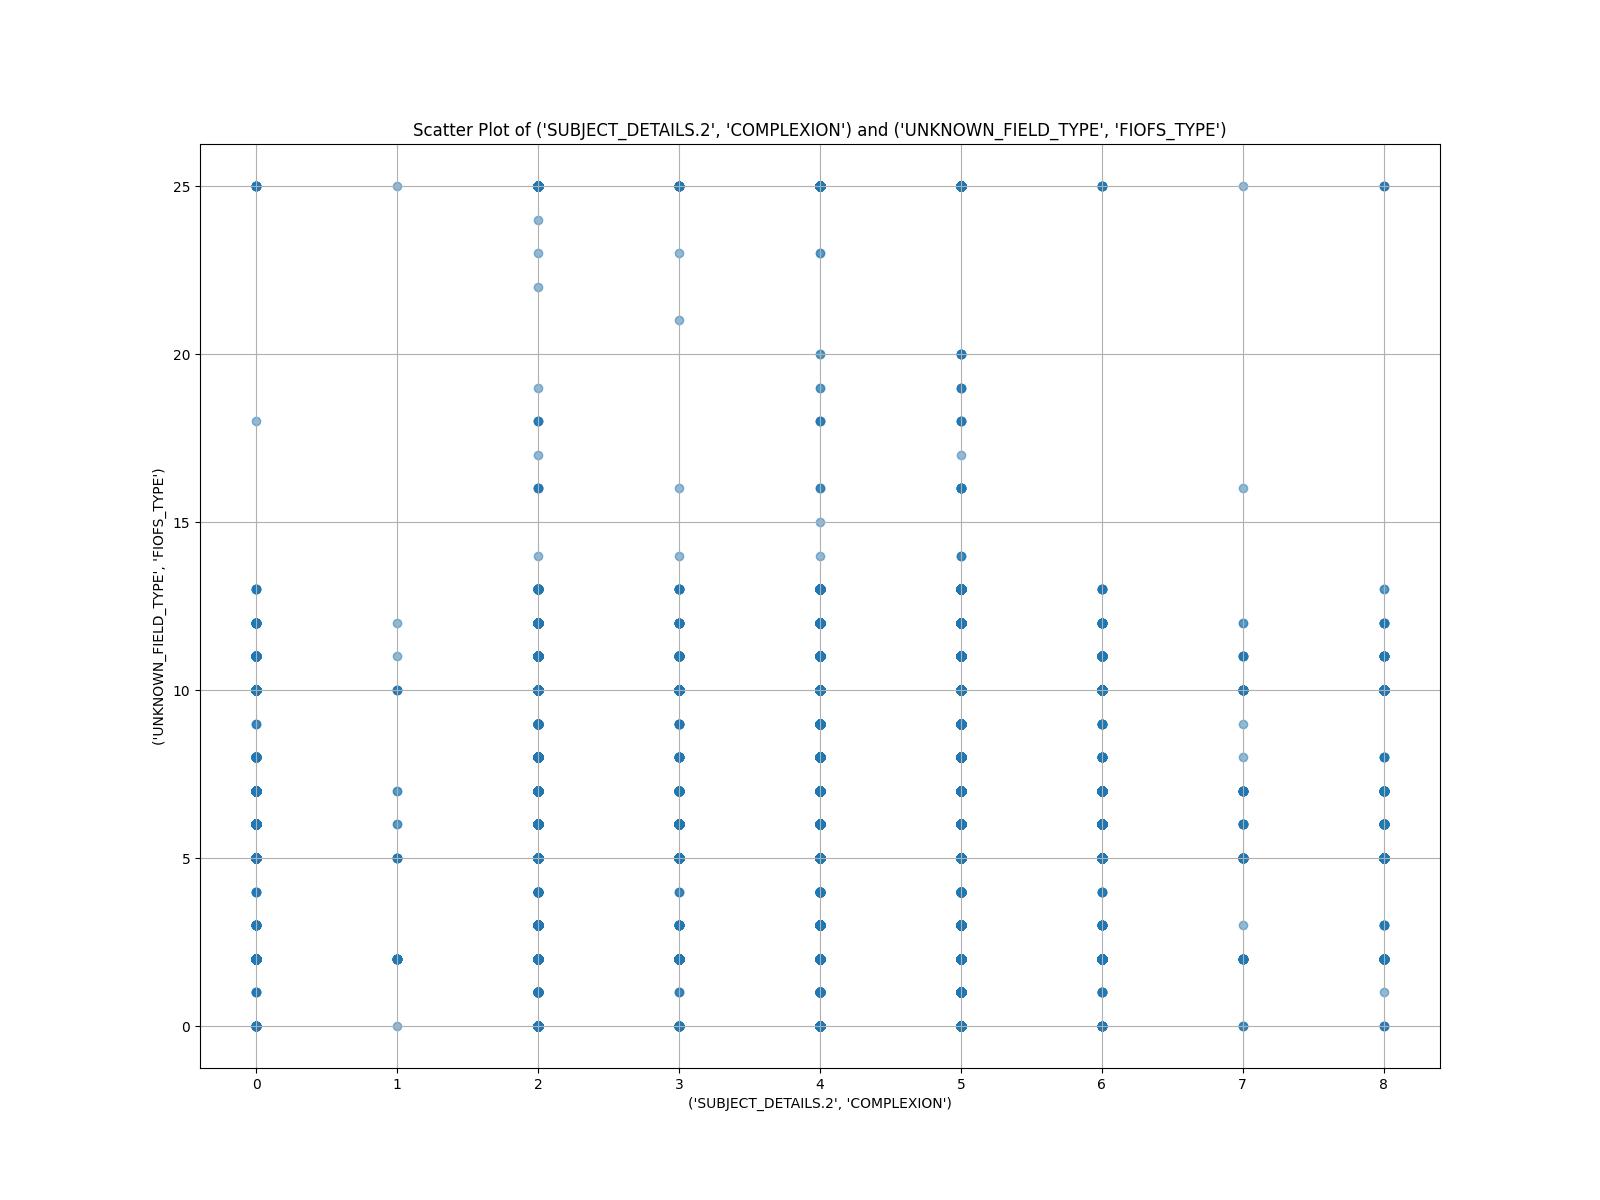 Scatter Plot of ('SUBJECT_DETAILS.2', 'COMPLEXION') and ('UNKNOWN_FIELD_TYPE', 'FIOFS_TYPE')
('UNKNOWN_FIELD_TYPE', 'FIOFS_TYPE')
25
20
15
10
5
0
0 1 2 3 4 5 6 7 8
('SUBJECT_DETAILS.2', 'COMPLEXION')